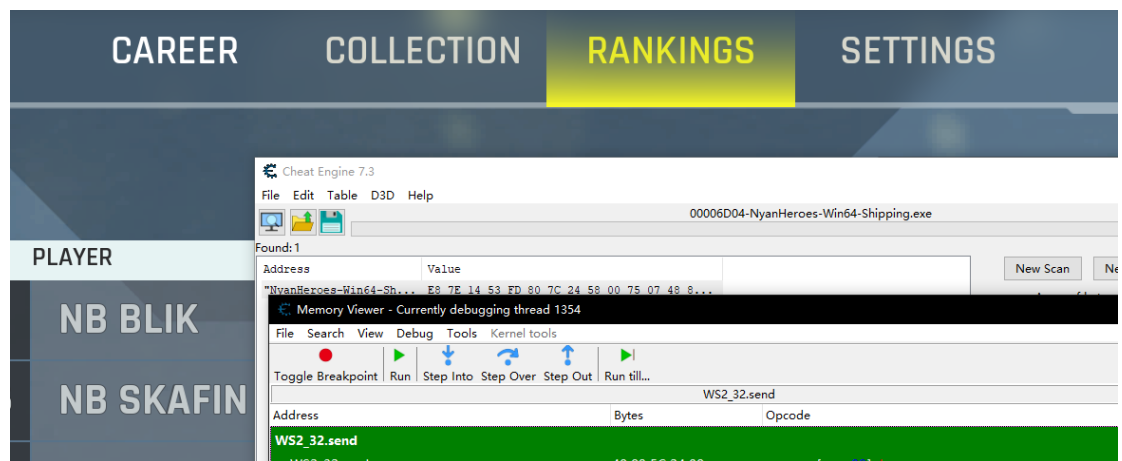 CAREER COLLECTION RANKINGS SETTINGS
Cheat Engine 7.3
File Edit Table D3D Help
00006D04-NyanHeroes-Win64-Shipping.exe
Found: 1
PLAYER
Address Value
New Scan
"NyanHeroes-Win64-Sh... E8 7E 14 53 FD 80 7C 24 58 00 75 07 48 8...
NB BLIK
Memory Viewer - Currently debugging thread 1354
File Search View Debug Tools Kernel tools
Toggle Breakpoint Run Step Into Step Over Step Out Run till...
WS2_32.send
NB SKAFIN
Address Bytes Opcode
WS2_32.send